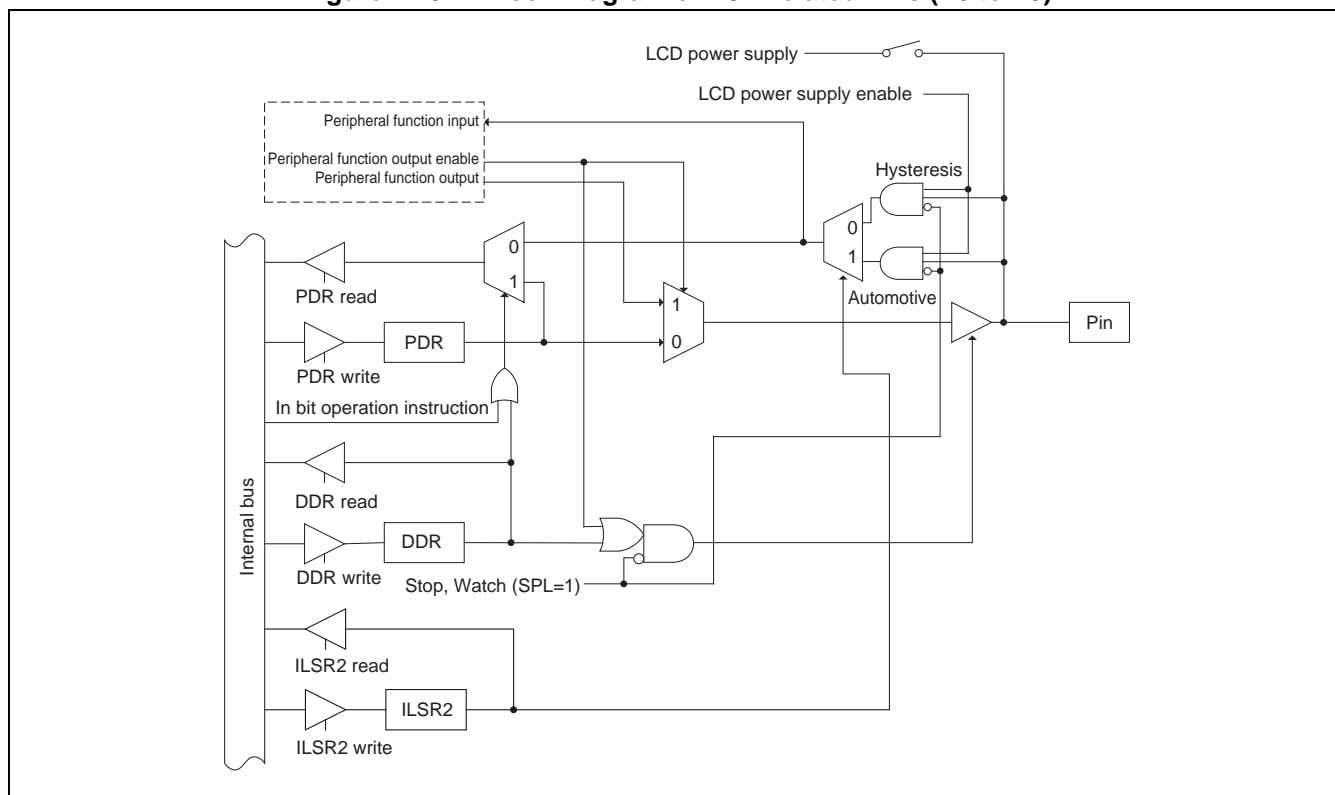 LCD power supply
LCD power supply enable
Peripheral function input
Peripheral function output enable
Peripheral function output
Hysteresis
0
1
Automotive
0
1
PDR read
1
0
PDR
Pin
PDR write
In bit operation instruction
Internal bus
DDR read
DDR
DDR write
Stop, Watch (SPL=1)
ILSR2 read
ILSR2
ILSR2 write